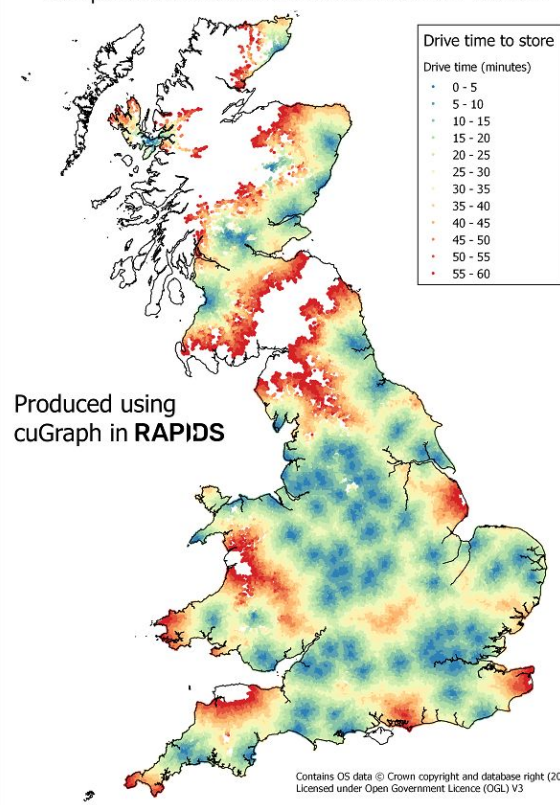 Drive time to store
Drive time (minutes)
0 - 5
5 - 10
10 - 15
15 - 20
20 - 25
25 - 30
30 - 35
35 - 40
40 - 45
45 - 50
50 - 55
55 - 60
Produced using
cuGraph in RAPIDS
Contains OS data © Crown copyright and database right (20
Licensed under Open Government Licence (OGL) V3